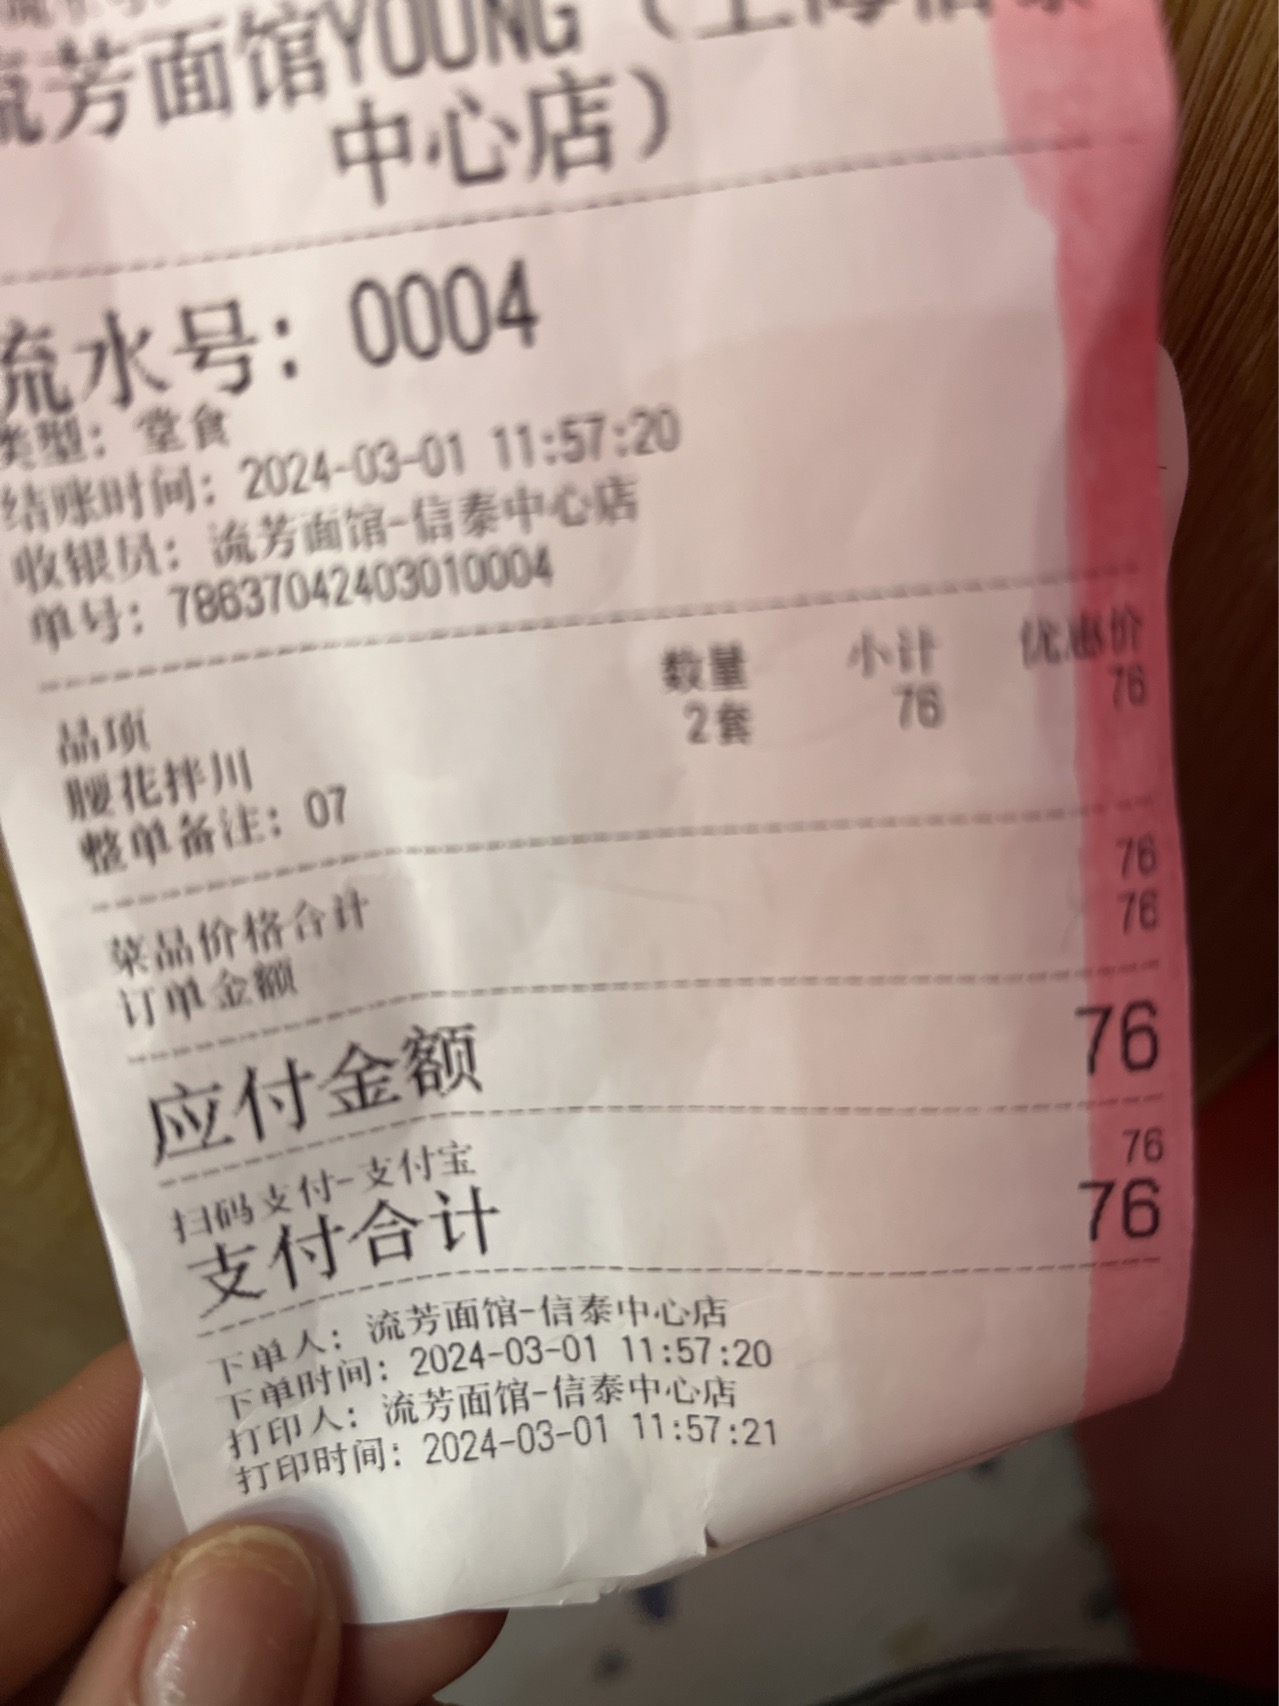 流芳面馆YOUNG（上海信泰
中心店）
流水号：0004
类型：堂食
结账时间：2024-03-01 11:57:20
收银员：流芳面馆-信泰中心店
单号：78637042403010004
品项 数量 小计 优惠价
腰花拌川 2套 76 76
整单备注：07
菜品价格合计 76
订单金额 76
应付金额 76
扫码支付-支付宝 76
支付合计 76
下单人：流芳面馆-信泰中心店
下单时间：2024-03-01 11:57:20
打印人：流芳面馆-信泰中心店
打印时间：2024-03-01 11:57:21